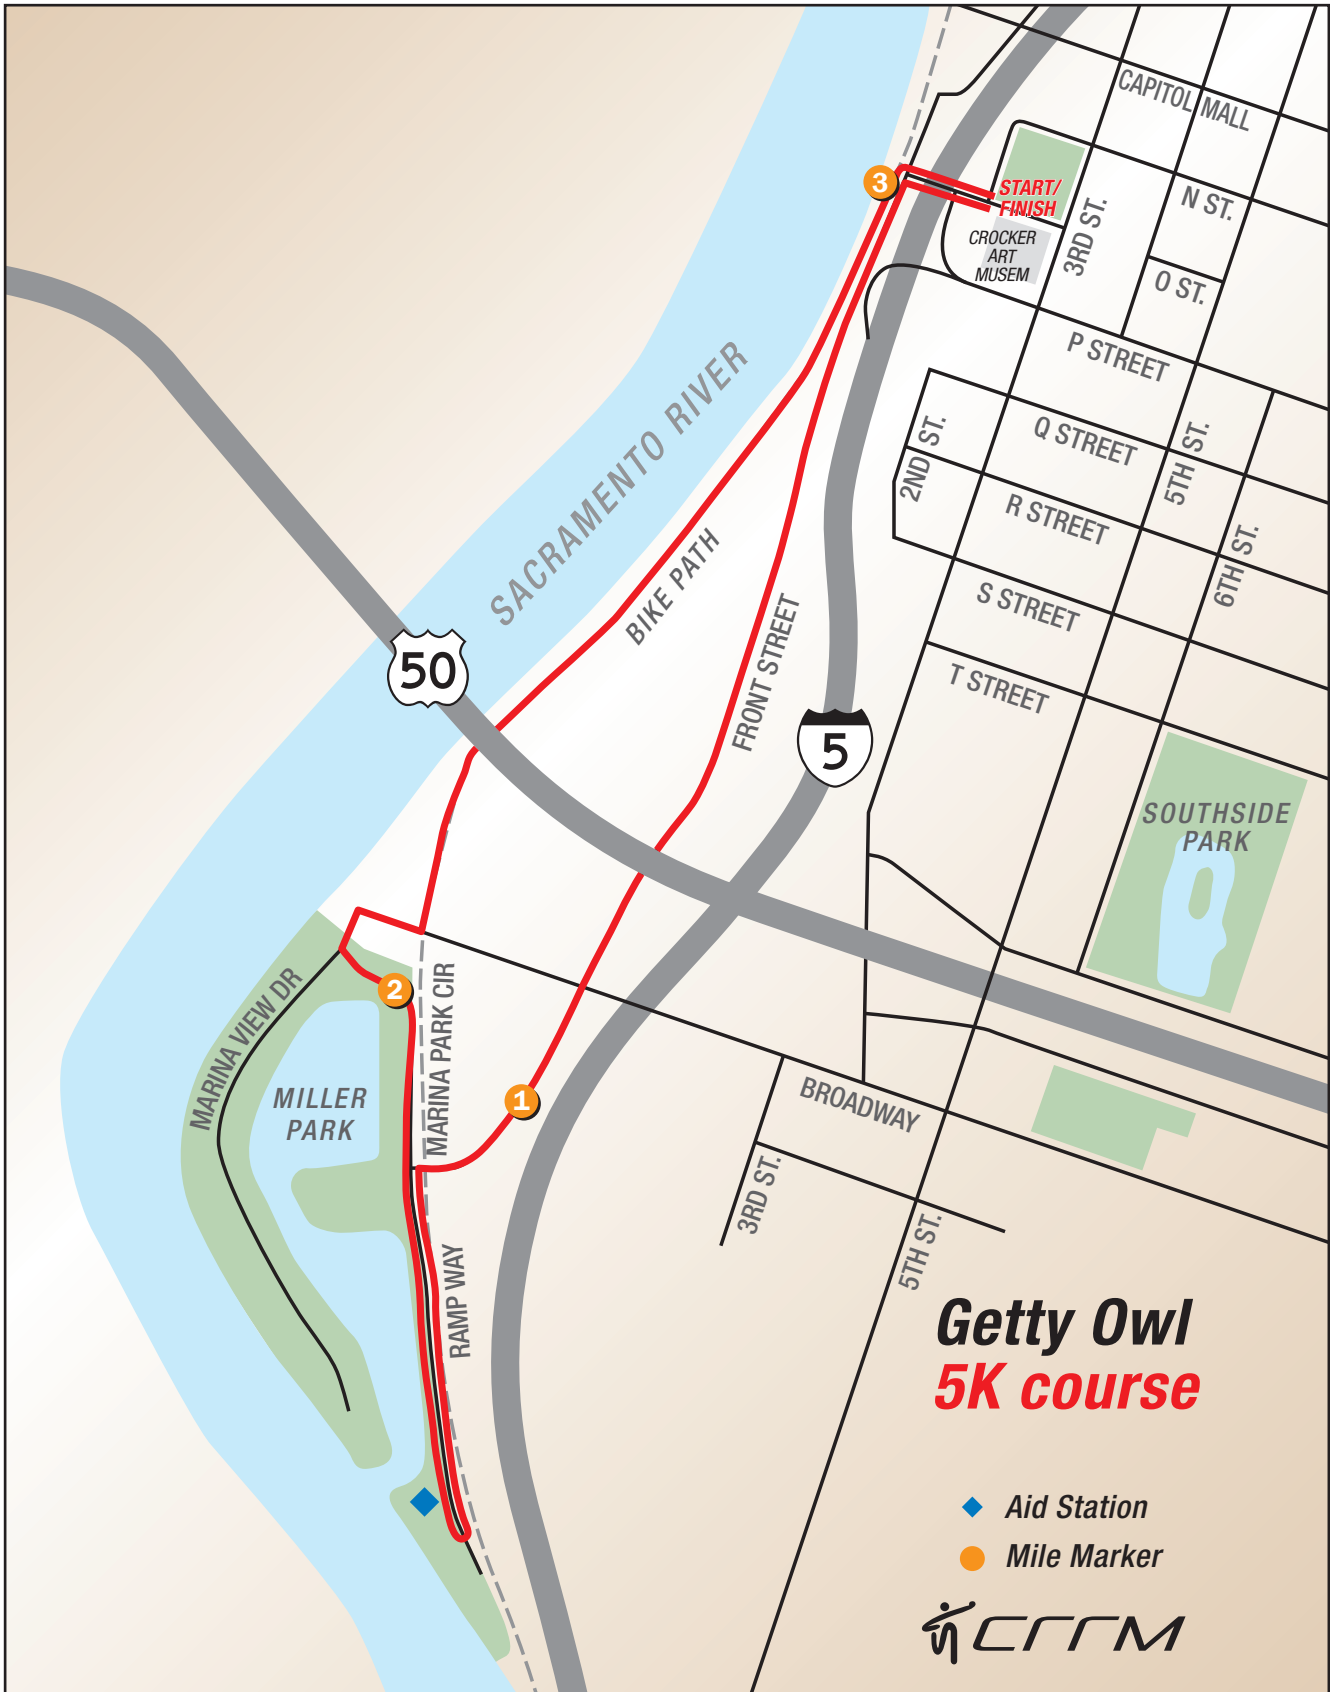 CAPITOL MALL
3
START/
FINISH
N ST.
3RD ST.
CROCKER
ART
MUSEM
O ST.
P STREET
SACRAMENTO RIVER
Q STREET
2ND ST.
5TH ST.
R STREET
BIKE PATH
6TH ST.
S STREET
FRONT STREET
50
T STREET
5
SOUTHSIDE
PARK
MARINA VIEW DR
2
MARINA PARK CIR
MILLER
PARK
1
BROADWAY
3RD ST.
5TH ST.
RAMP WAY
Getty Owl
5K course
Aid Station
Mile Marker